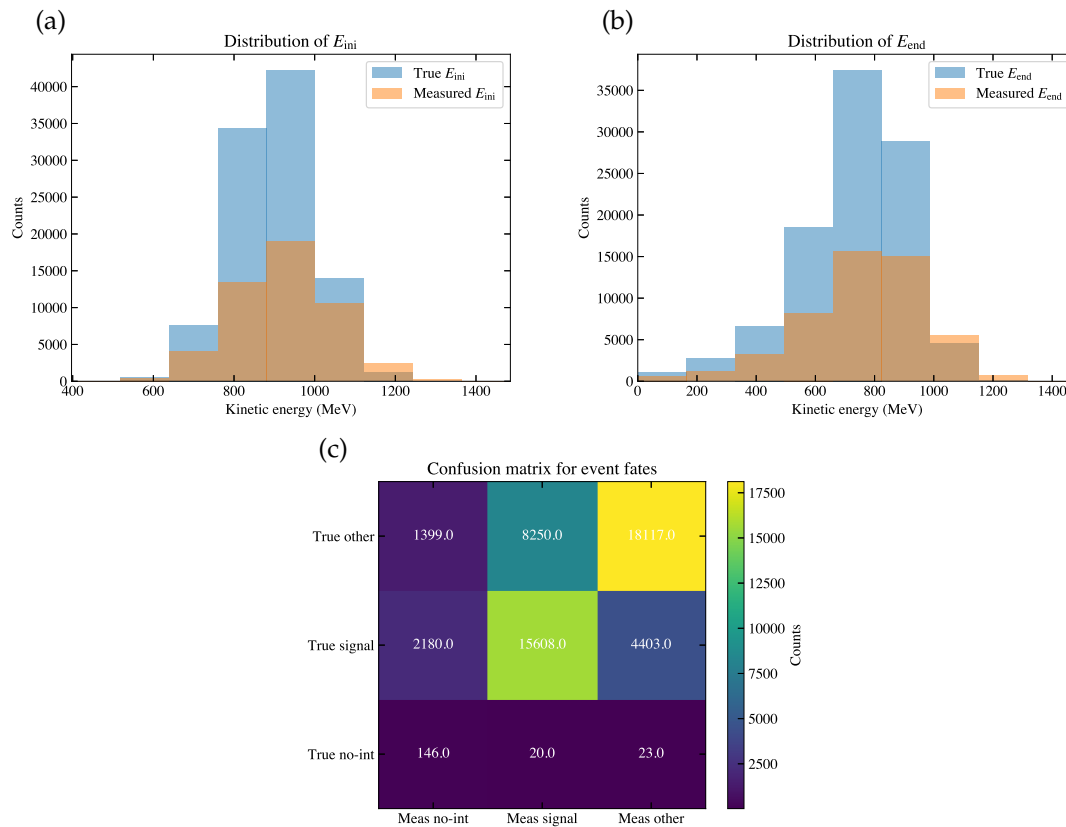 (a)
Distribution of E_ini
True E_ini
Measured E_ini
Counts
40000
35000
30000
25000
20000
15000
10000
5000
0
400 600 800 1000 1200 1400
Kinetic energy (MeV)
(b)
Distribution of E_end
True E_end
Measured E_end
Counts
35000
30000
25000
20000
15000
10000
5000
0
0 200 400 600 800 1000 1200 1400
Kinetic energy (MeV)
(c)
Confusion matrix for event fates
True other 1399.0 8250.0 18117.0
True signal 2180.0 15608.0 4403.0
True no-int 146.0 20.0 23.0
Meas no-int Meas signal Meas other
17500
15000
12500
10000
7500
5000
2500
Counts